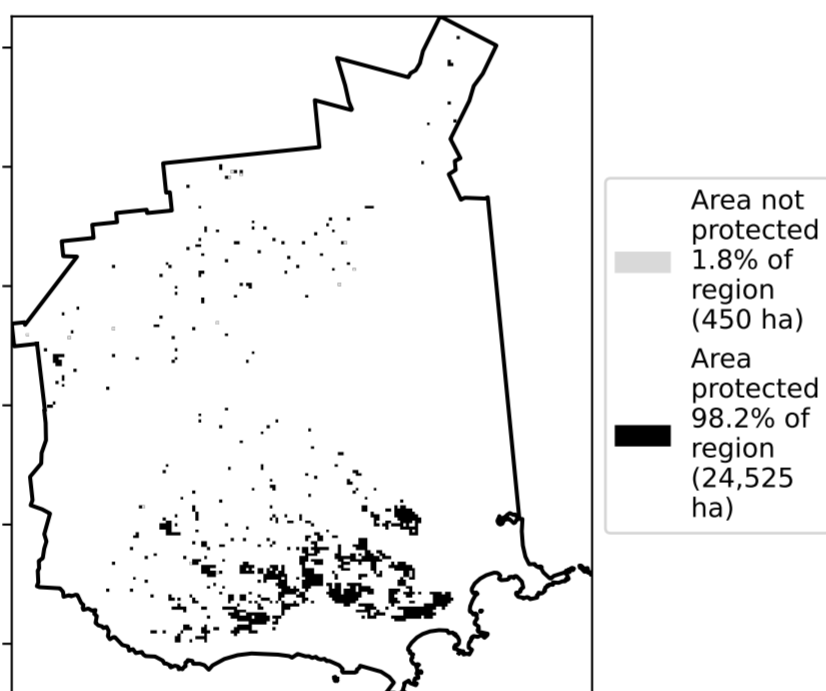 Area not
protected
1.8% of
region
(450 ha)
Area
protected
98.2% of
region
(24,525
ha)